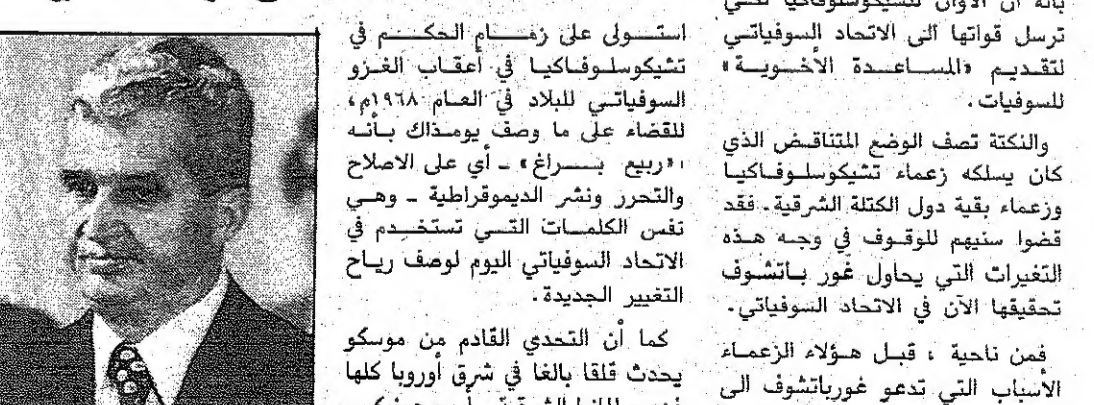 بأنه آن الأوان لتشيكوسلوفاكيا لكي
ترسل قواتها الى الاتحاد السوفياتي
لتقديم «المساعدة الأخوية»
للسوفيات.
والنكتة تصف الوضع المتناقض الذي
كان يسلكه زعماء تشيكوسلوفاكيا
وزعماء بقية دول الكتلة الشرقية. فقد
قضوا سنيهم للوقوف في وجه هذه
التغيرات التي يحاول غور باتشوف
تحقيقها الآن في الاتحاد السوفياتي.
فمن ناحية ، قبل هؤلاء الزعماء
الأسباب التي تدعو غورباتشوف الى
استولى على زمام الحكم في
تشيكوسلوفاكيا في أعقاب الغزو
السوفياتي للبلاد في العام ١٩٦٨م،
للقضاء على ما وصف يومذاك بأنه
«ربيع براغ» ـ أي على الاصلاح
والتحرر ونشر الديموقراطية ـ وهي
نفس الكلمات التي تستخدم في
الاتحاد السوفياتي اليوم لوصف رياح
التغيير الجديدة.
كما أن التحدي القادم من موسكو
يحدث قلقا بالغا في شرق أوروبا كلها